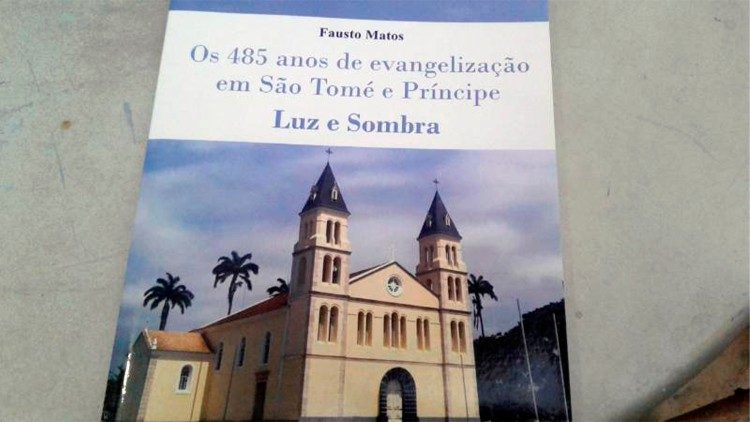 Fausto Matos
Os 485 anos de evangelização
em São Tomé e Príncipe
Luz e Sombra